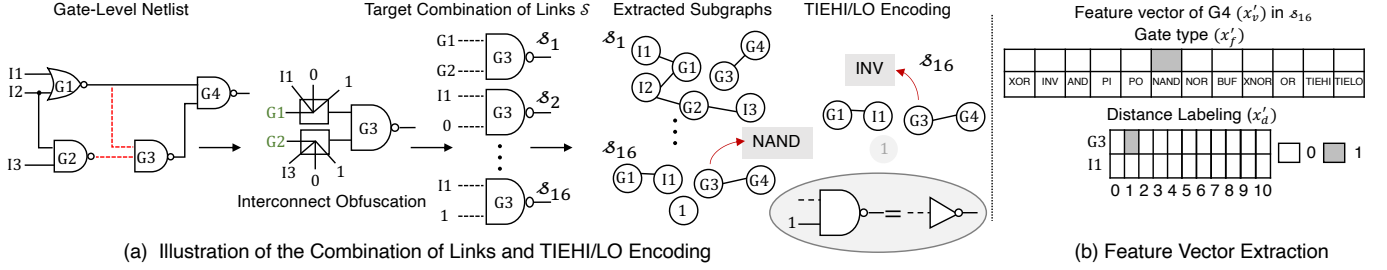 Gate-Level Netlist
I1
I2
I3
G1
G2
G3
G4
I1 0 1
G1
G2
G3
I3 0 1
Interconnect Obfuscation
Target Combination of Links 𝒮
G1
G2
G3
𝓈1
I1
0
G3
𝓈2
I1
1
G3
𝓈16
Extracted Subgraphs
𝓈1
I1
G1
I2
G2
I3
G3
G4
𝓈16
NAND
G1
I1
G3
G4
1
TIEHI/LO Encoding
INV
𝓈16
G1
I1
G3
G4
1
1
=
(a) Illustration of the Combination of Links and TIEHI/LO Encoding
Feature vector of G4 (x′v) in 𝓈16
Gate type (x′f)
XOR INV AND PI PO NAND NOR BUF XNOR OR TIEHI TIELO
Distance Labeling (x′d)
G3
I1
0 1 2 3 4 5 6 7 8 9 10
0 1
(b) Feature Vector Extraction